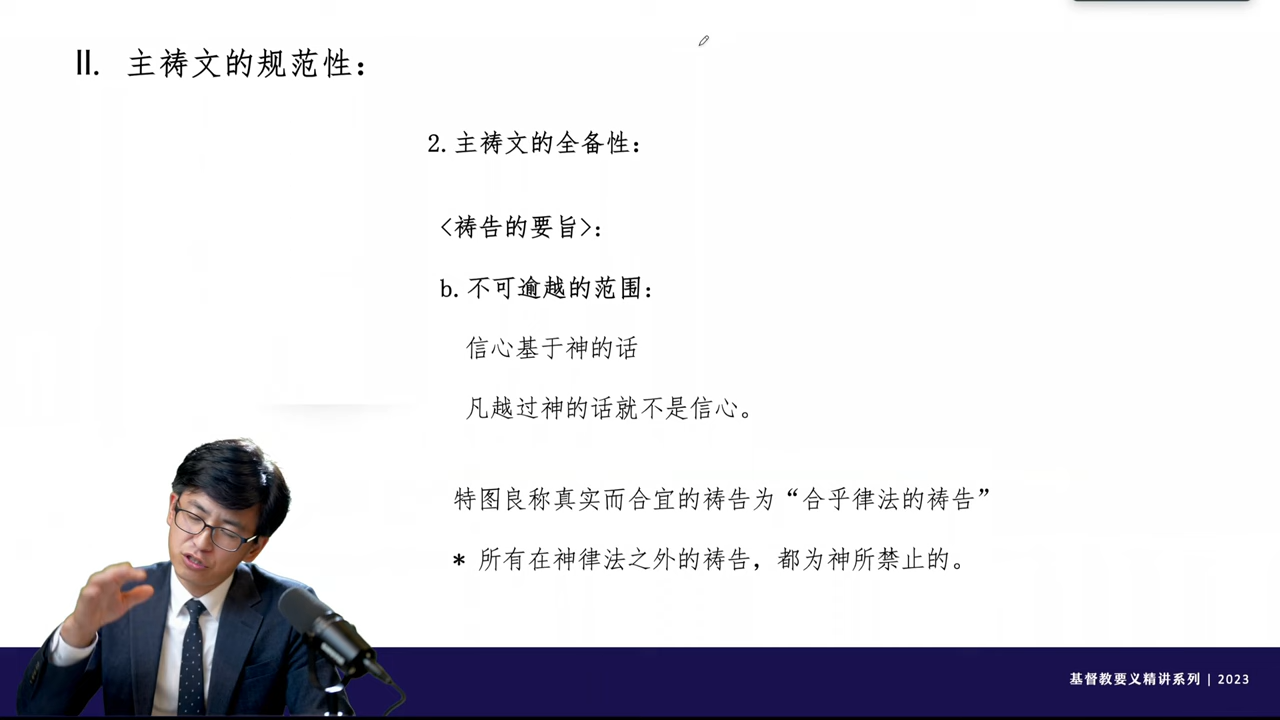 II. 主祷文的规范性：
2.主祷文的全备性：
<祷告的要旨>：
b.不可逾越的范围：
信心基于神的话
凡越过神的话就不是信心。
特图良称真实而合宜的祷告为“合乎律法的祷告”
* 所有在神律法之外的祷告，都为神所禁止的。
基督教要义精讲系列 | 2023